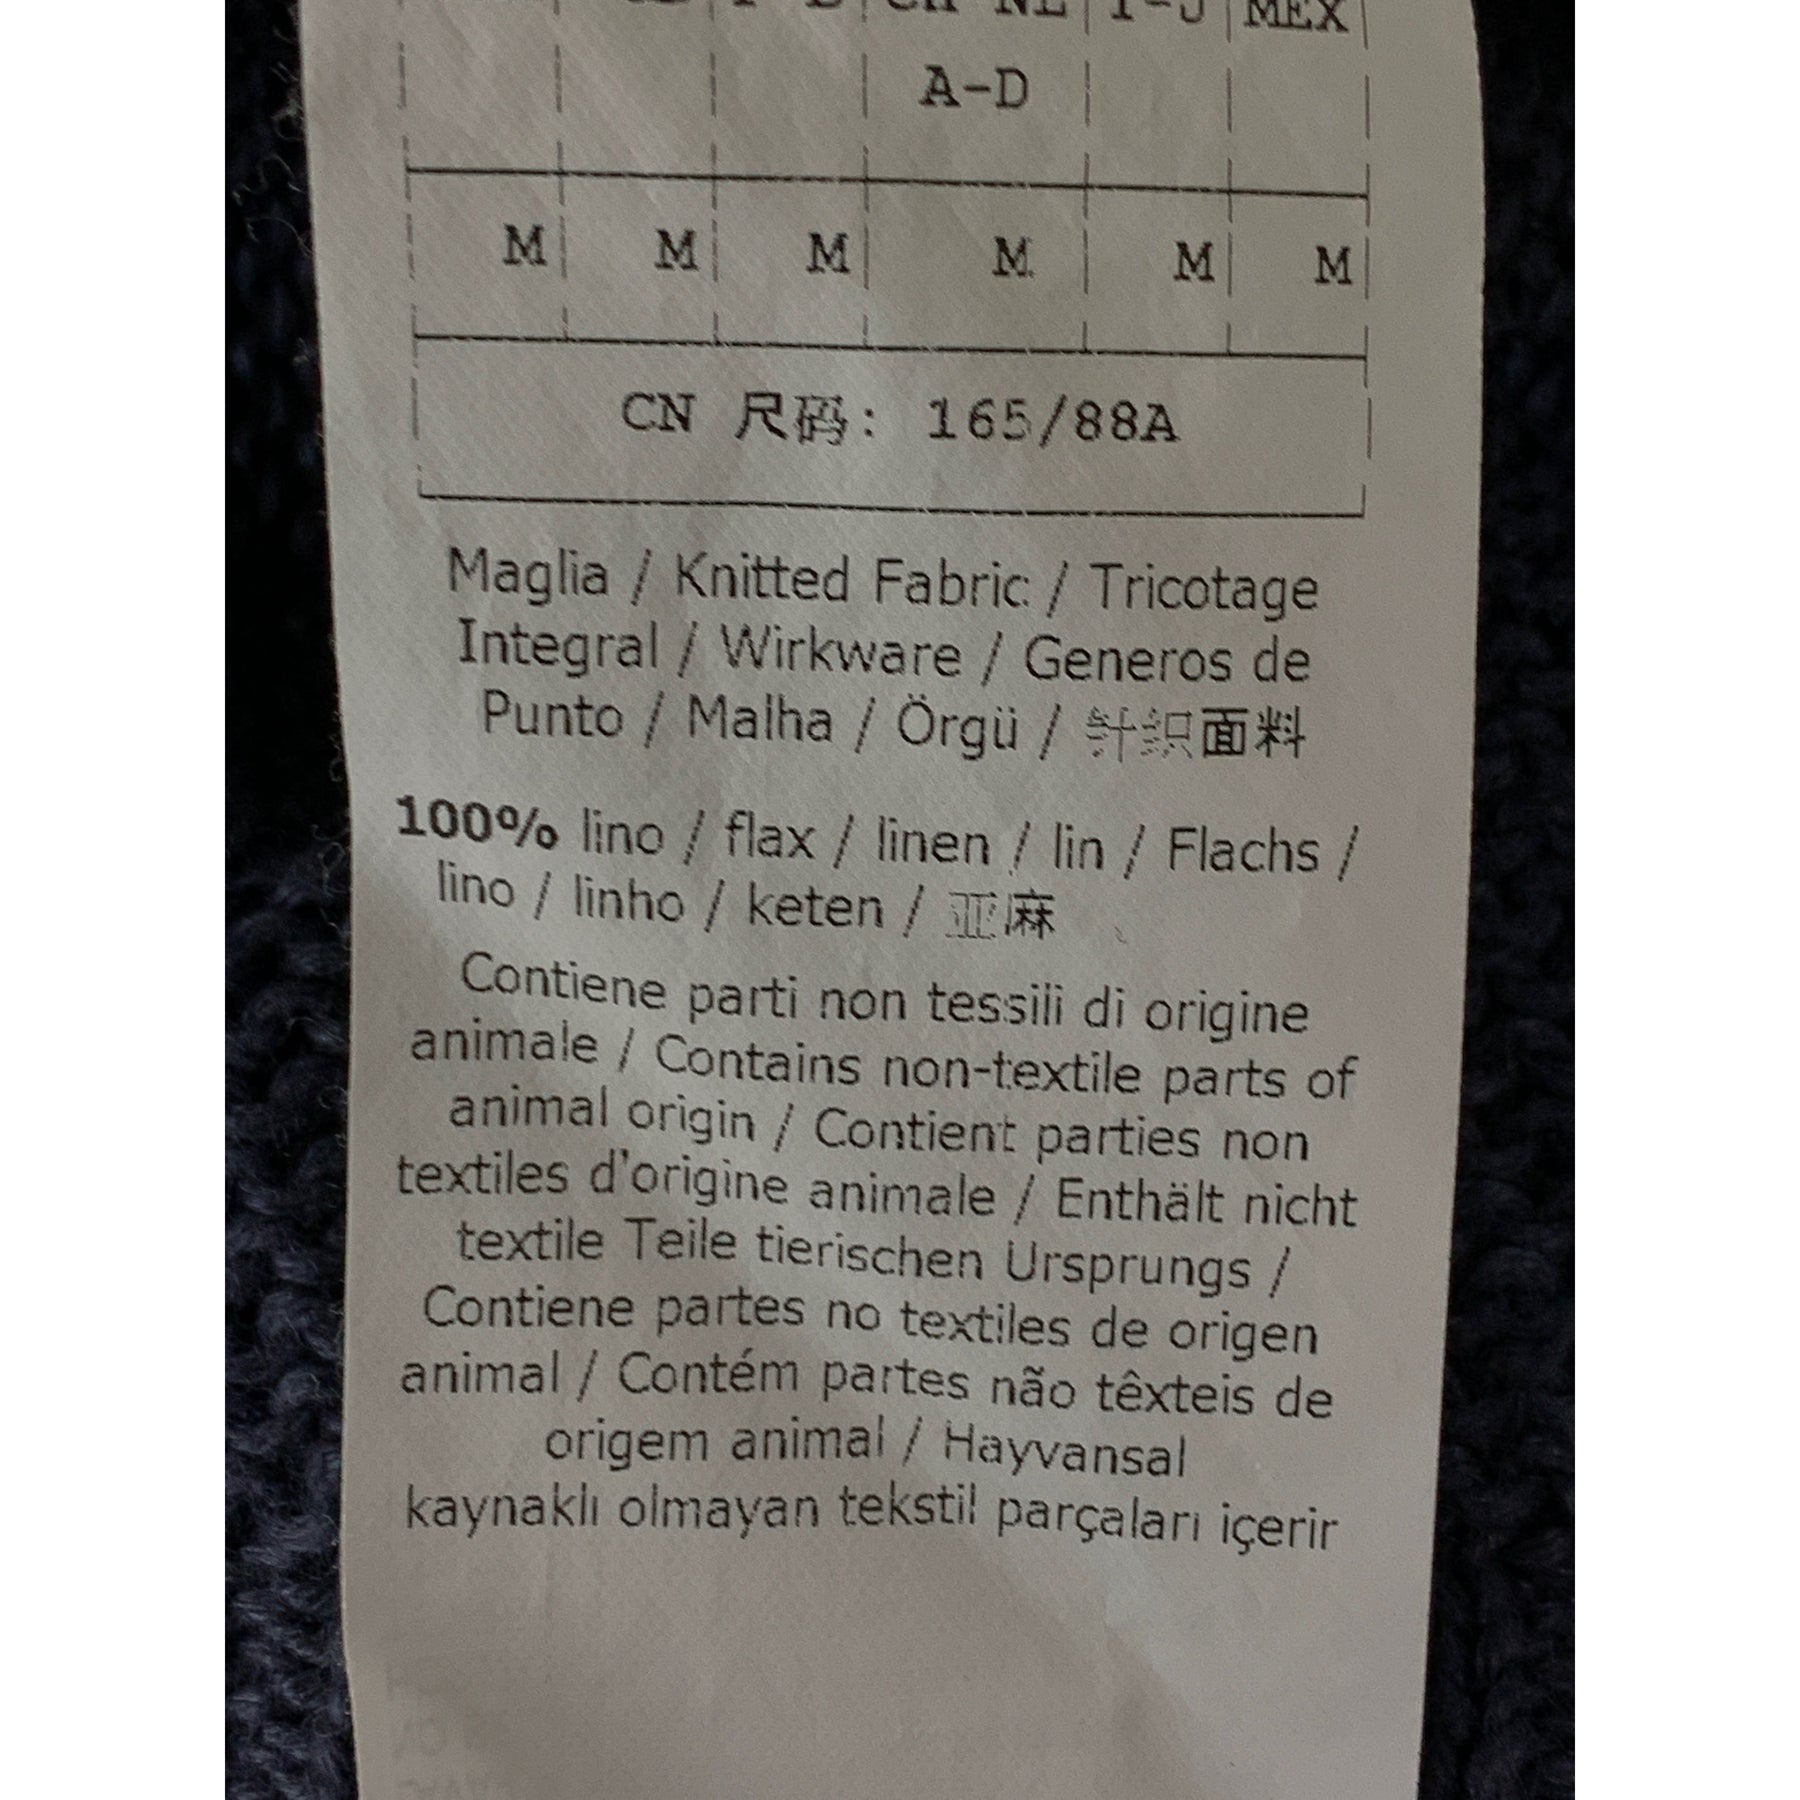 MEX
A-D
M M M M M M
CN 尺码: 165/88A
Maglia / Knitted Fabric / Tricotage
Integral / Wirkware / Generos de
Punto / Malha / Örgü / 针织面料
100% lino / flax / linen / lin / Flachs /
lino / linho / keten / 亚麻
Contiene parti non tessili di origine
animale / Contains non-textile parts of
animal origin / Contient parties non
textiles d'origine animale / Enthält nicht
textile Teile tierischen Ursprungs /
Contiene partes no textiles de origen
animal / Contém partes não têxteis de
origem animal / Hayvansal
kaynaklı olmayan tekstil parçaları içerir